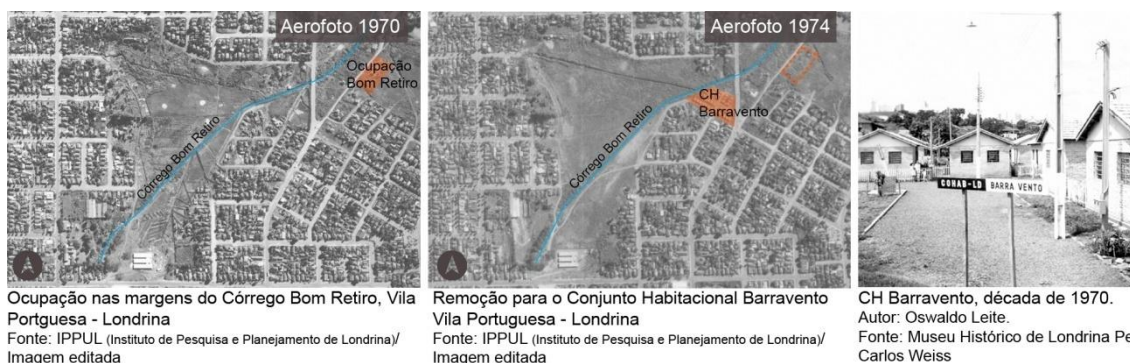 Aerofoto 1970
Ocupação
Bom Retiro
Córrego Bom Retiro
Ocupação nas margens do Córrego Bom Retiro, Vila
Portguesa - Londrina
Fonte: IPPUL (Instituto de Pesquisa e Planejamento de Londrina)/
Imagem editada
Aerofoto 1974
CH
Barravento
Córrego Bom Retiro
Remoção para o Conjunto Habitacional Barravento
Vila Portuguesa - Londrina
Fonte: IPPUL (Instituto de Pesquisa e Planejamento de Londrina)/
Imagem editada
COHAB-LD BARRA VENTO
CH Barravento, década de 1970.
Autor: Oswaldo Leite.
Fonte: Museu Histórico de Londrina Pe
Carlos Weiss